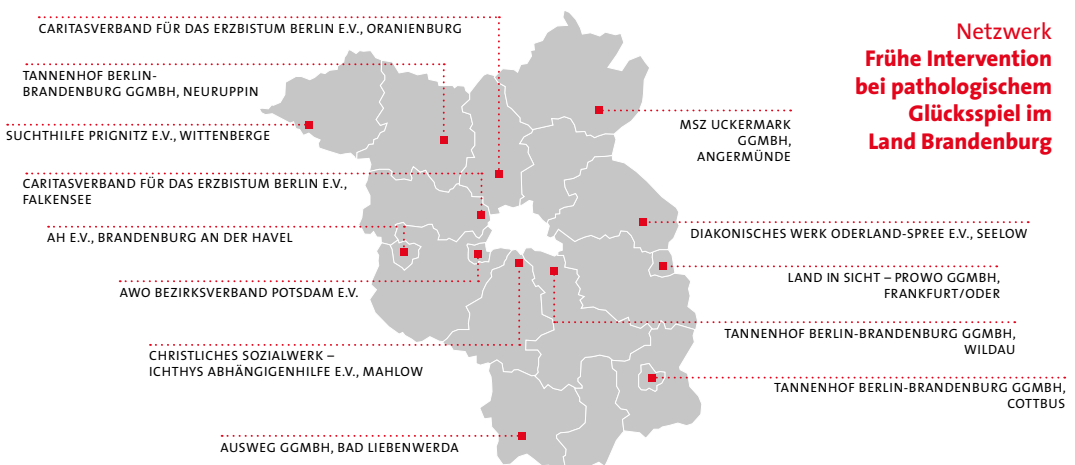 Netzwerk
Frühe Intervention
bei pathologischem
Glücksspiel im
Land Brandenburg
CARITASVERBAND FÜR DAS ERZBISTUM BERLIN E.V., ORANIENBURG
TANNENHOF BERLIN-
BRANDENBURG GGMBH, NEURUPPIN
SUCHTHILFE PRIGNITZ E.V., WITTENBERGE
CARITASVERBAND FÜR DAS ERZBISTUM BERLIN E.V.,
FALKENSEE
AH E.V., BRANDENBURG AN DER HAVEL
AWO BEZIRKSVERBAND POTSDAM E.V.
CHRISTLICHES SOZIALWERK –
ICHTHYS ABHÄNGIGENHILFE E.V., MAHLOW
AUSWEG GGMBH, BAD LIEBENWERDA
MSZ UCKERMARK
GGMBH,
ANGERMÜNDE
DIAKONISCHES WERK ODERLAND-SPREE E.V., SEELOW
LAND IN SICHT – PROWO GGMBH,
FRANKFURT/ODER
TANNENHOF BERLIN-BRANDENBURG GGMBH,
WILDAU
TANNENHOF BERLIN-BRANDENBURG GGMBH,
COTTBUS